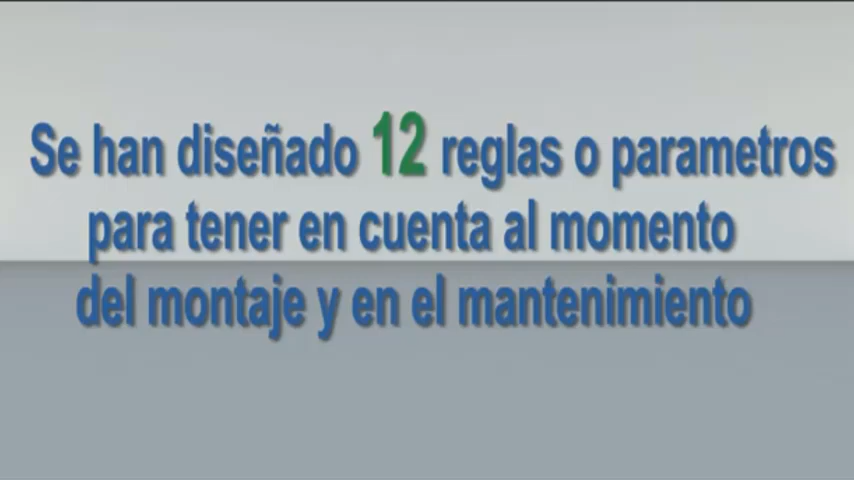 Se han diseñado 12 reglas o parametros
para tener en cuenta al momento
del montaje y en el mantenimiento